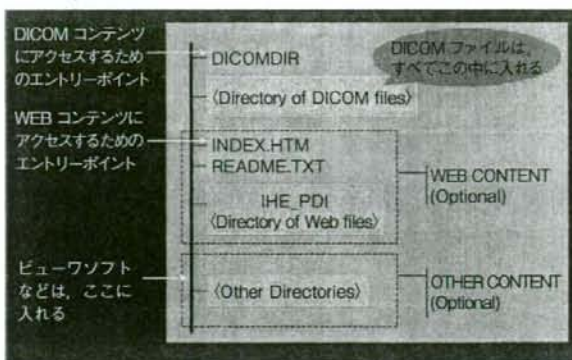 DICOM コンテンツ
にアクセスするため
のエントリーポイント
WEB コンテンツに
アクセスするための
エントリーポイント
ビューワソフト
などは，ここに
入れる
DICOMDIR
〈Directory of DICOM files〉
DICOM ファイルは，
すべてこの中に入れる
INDEX.HTM
README.TXT
IHE_PDI
〈Directory of Web files〉
WEB CONTENT
(Optional)
〈Other Directories〉
OTHER CONTENT
(Optional)